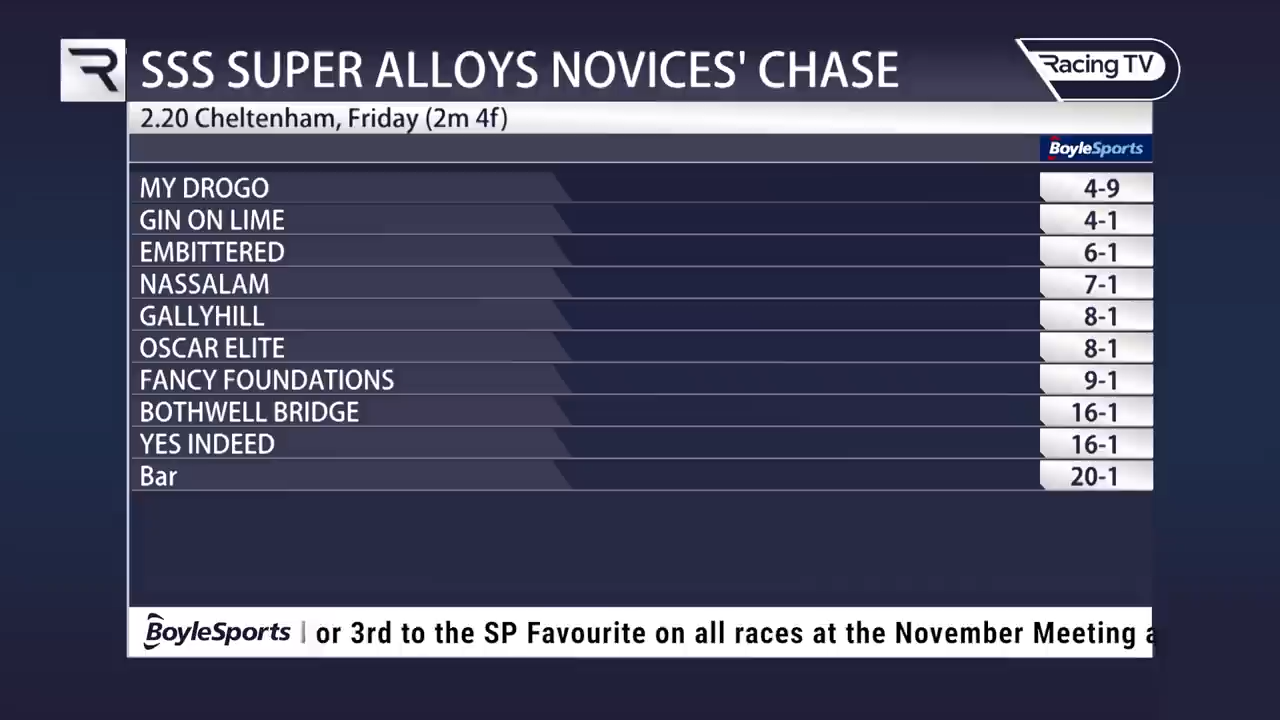 SSS SUPER ALLOYS NOVICES' CHASE
Racing TV
2.20 Cheltenham, Friday (2m 4f)
BoyleSports
MY DROGO 4-9
GIN ON LIME 4-1
EMBITTERED 6-1
NASSALAM 7-1
GALLYHILL 8-1
OSCAR ELITE 8-1
FANCY FOUNDATIONS 9-1
BOTHWELL BRIDGE 16-1
YES INDEED 16-1
Bar 20-1
BoyleSports or 3rd to the SP Favourite on all races at the November Meeting